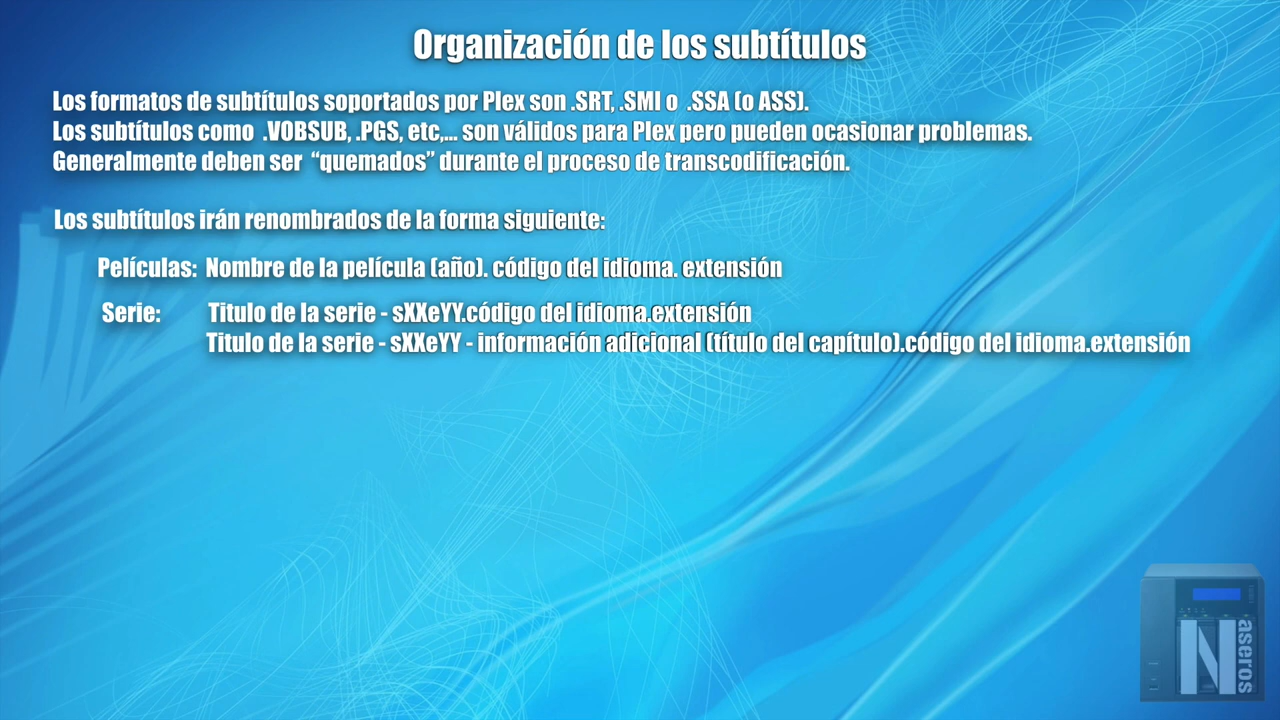 Organización de los subtítulos
Los formatos de subtítulos soportados por Plex son .SRT, .SMI o .SSA (o ASS).
Los subtítulos como .VOBSUB, .PGS, etc,... son válidos para Plex pero pueden ocasionar problemas.
Generalmente deben ser “quemados” durante el proceso de transcodificación.
Los subtítulos irán renombrados de la forma siguiente:
Películas: Nombre de la película (año). código del idioma. extensión
Serie: Titulo de la serie - sXXeYY.código del idioma.extensión
Titulo de la serie - sXXeYY - información adicional (título del capítulo).código del idioma.extensión
Naseros